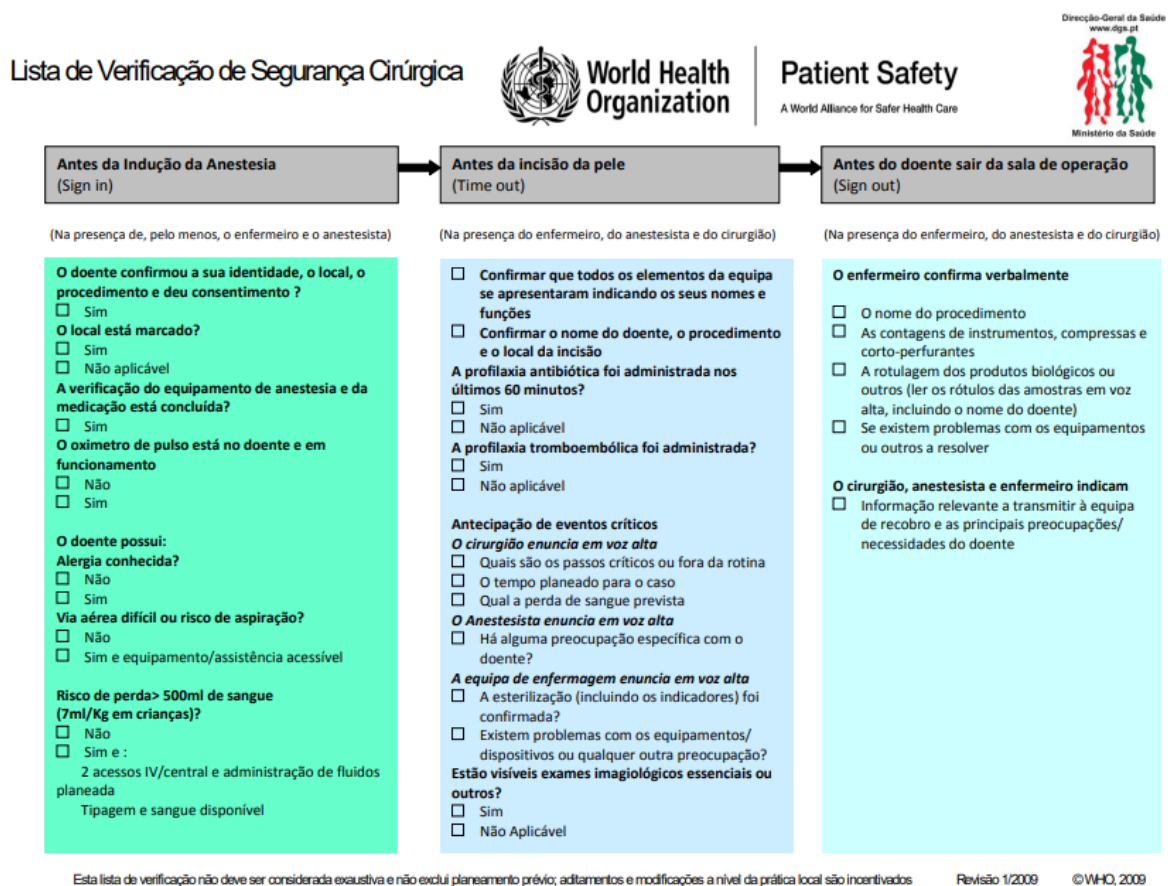 Direcção-Geral da Saúde
www.dgs.pt
Lista de Verificação de Segurança Cirúrgica
World Health
Organization
Patient Safety
A World Alliance for Safer Health Care
Ministério da Saúde
Antes da Indução da Anestesia
(Sign in)
(Na presença de, pelo menos, o enfermeiro e o anestesista)
O doente confirmou a sua identidade, o local, o
procedimento e deu consentimento ?
Sim
O local está marcado?
Sim
Não aplicável
A verificação do equipamento de anestesia e da
medicação está concluída?
Sim
O oximetro de pulso está no doente e em
funcionamento
Não
Sim
O doente possui:
Alergia conhecida?
Não
Sim
Via aérea difícil ou risco de aspiração?
Não
Sim e equipamento/assistência acessível
Risco de perda> 500ml de sangue
(7ml/Kg em crianças)?
Não
Sim e :
2 acessos IV/central e administração de fluidos
planeada
Tipagem e sangue disponível
Antes da incisão da pele
(Time out)
(Na presença do enfermeiro, do anestesista e do cirurgião)
Confirmar que todos os elementos da equipa
se apresentaram indicando os seus nomes e
funções
Confirmar o nome do doente, o procedimento
e o local da incisão
A profilaxia antibiótica foi administrada nos
últimos 60 minutos?
Sim
Não aplicável
A profilaxia tromboembólica foi administrada?
Sim
Não aplicável
Antecipação de eventos críticos
O cirurgião enuncia em voz alta
Quais são os passos críticos ou fora da rotina
O tempo planeado para o caso
Qual a perda de sangue prevista
O Anestesista enuncia em voz alta
Há alguma preocupação específica com o
doente?
A equipa de enfermagem enuncia em voz alta
A esterilização (incluindo os indicadores) foi
confirmada?
Existem problemas com os equipamentos/
dispositivos ou qualquer outra preocupação?
Estão visíveis exames imagiológicos essenciais ou
outros?
Sim
Não Aplicável
Antes do doente sair da sala de operação
(Sign out)
(Na presença do enfermeiro, do anestesista e do cirurgião)
O enfermeiro confirma verbalmente
O nome do procedimento
As contagens de instrumentos, compressas e
corto-perfurantes
A rotulagem dos produtos biológicos ou
outros (ler os rótulos das amostras em voz
alta, incluindo o nome do doente)
Se existem problemas com os equipamentos
ou outros a resolver
O cirurgião, anestesista e enfermeiro indicam
Informação relevante a transmitir à equipa
de recobro e as principais preocupações/
necessidades do doente
Esta lista de verificação não deve ser considerada exaustiva e não exclui planeamento prévio; aditamentos e modificações a nível da prática local são incentivados
Revisão 1/2009
© WHO, 2009